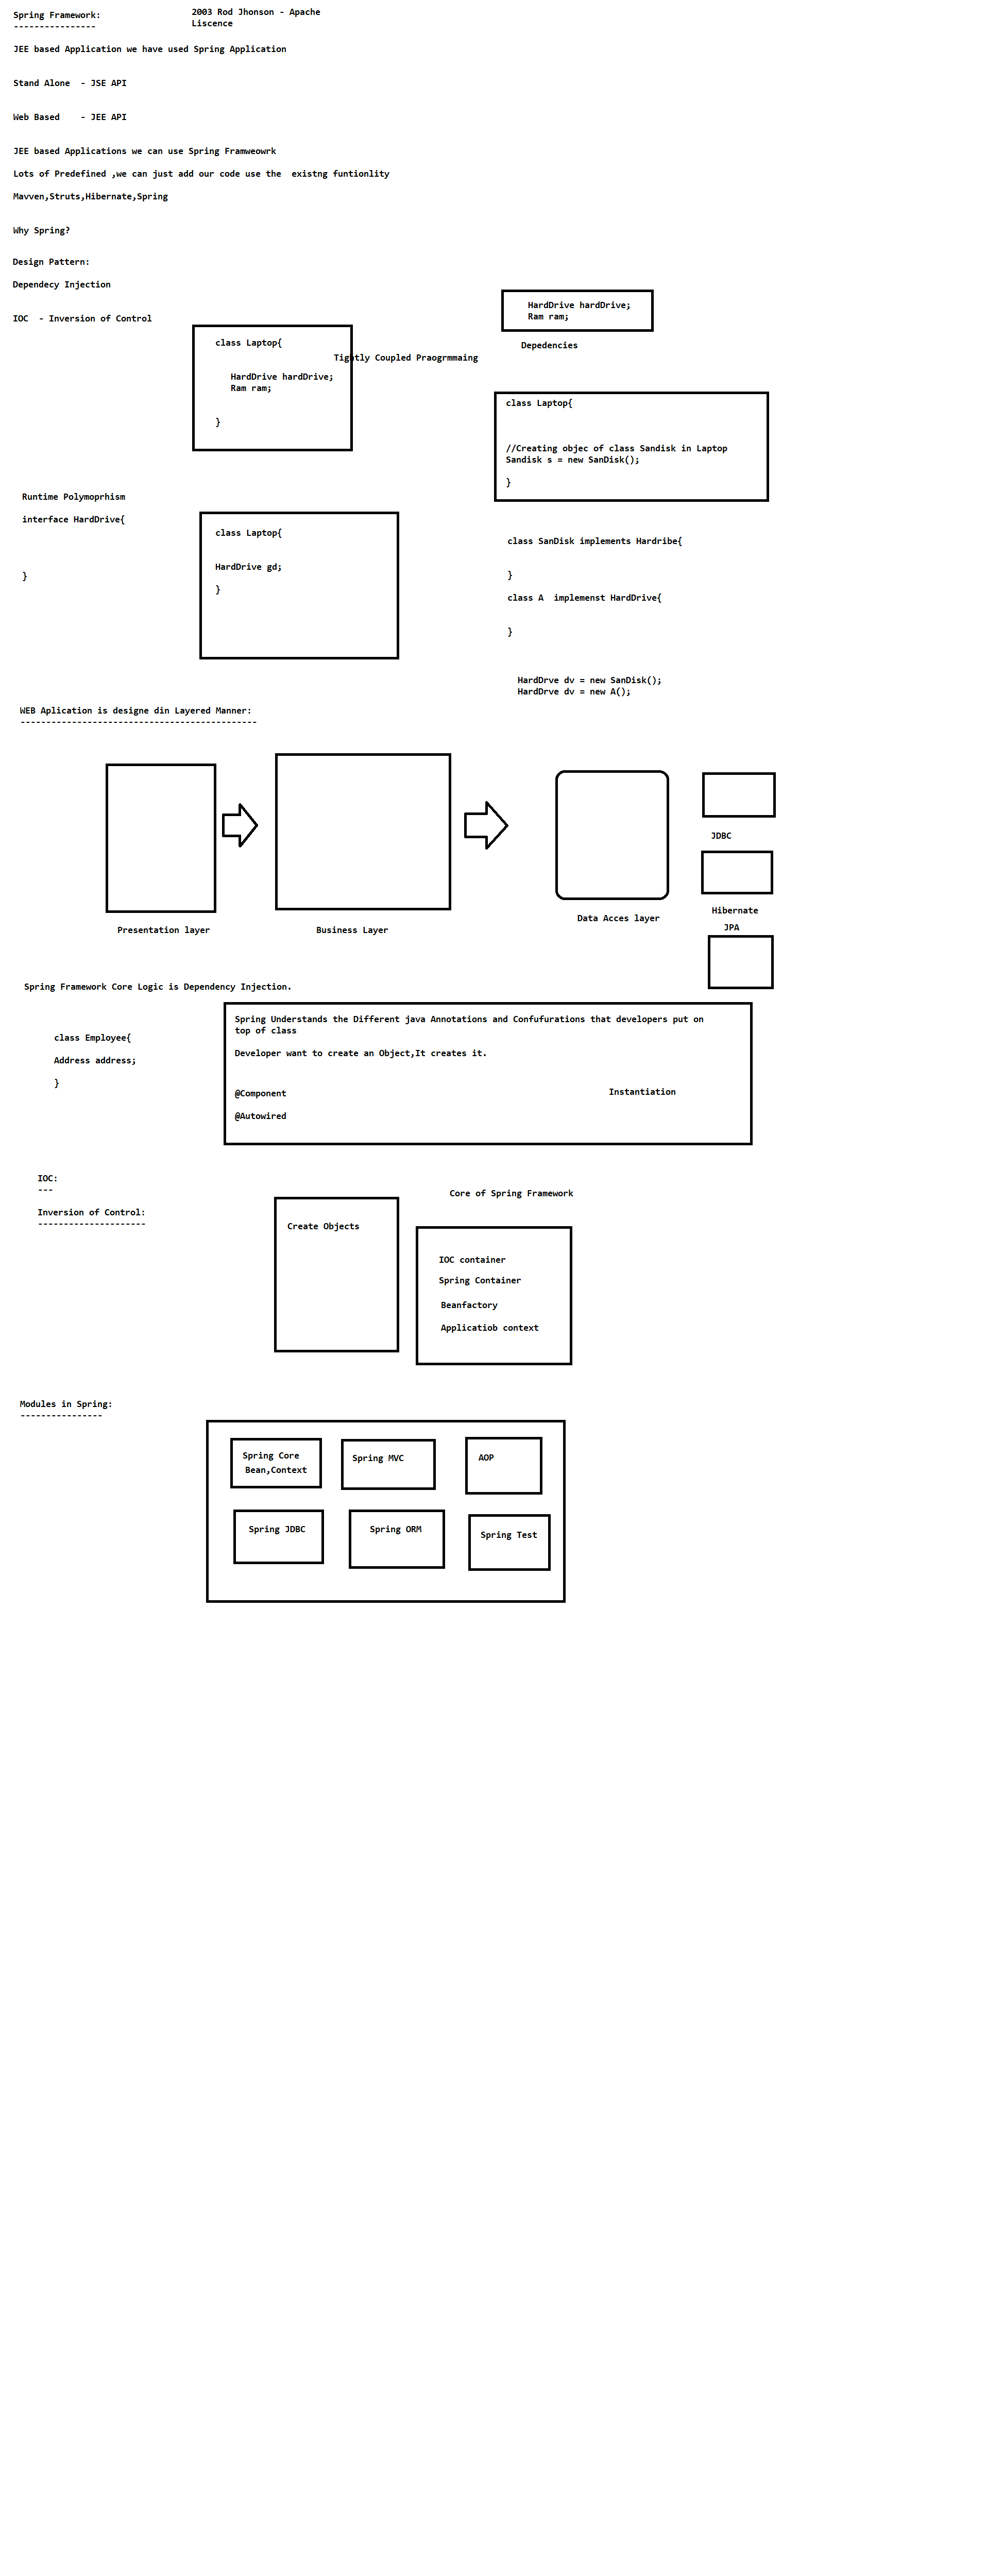 Spring Framework:
----------------
2003 Rod Jhonson - Apache
Liscence
JEE based Application we have used Spring Application
Stand Alone  - JSE API
Web Based    - JEE API
JEE based Applications we can use Spring Framweowrk
Lots of Predefined ,we can just add our code use the  existng funtionlity
Mavven,Struts,Hibernate,Spring
Why Spring?
Design Pattern:
Dependecy Injection
IOC  - Inversion of Control
class Laptop{
HardDrive hardDrive;
Ram ram;
}
Tightly Coupled Praogrmmaing
HardDrive hardDrive;
Ram ram;
Depedencies
class Laptop{
//Creating objec of class Sandisk in Laptop
Sandisk s = new SanDisk();
}
Runtime Polymoprhism
interface HardDrive{
}
class Laptop{
HardDrive gd;
}
class SanDisk implements Hardribe{
}
class A  implemenst HardDrive{
}
HardDrve dv = new SanDisk();
HardDrve dv = new A();
WEB Aplication is designe din Layered Manner:
----------------------------------------------
Presentation layer
Business Layer
Data Acces layer
JDBC
Hibernate
JPA
Spring Framework Core Logic is Dependency Injection.
class Employee{
Address address;
}
Spring Understands the Different java Annotations and Confufurations that developers put on
top of class
Developer want to create an Object,It creates it.
@Component
@Autowired
Instantiation
IOC:
---
Inversion of Control:
---------------------
Create Objects
Core of Spring Framework
IOC container
Spring Container
Beanfactory
Applicatiob context
Modules in Spring:
----------------
Spring Core
Bean,Context
Spring MVC
AOP
Spring JDBC
Spring ORM
Spring Test